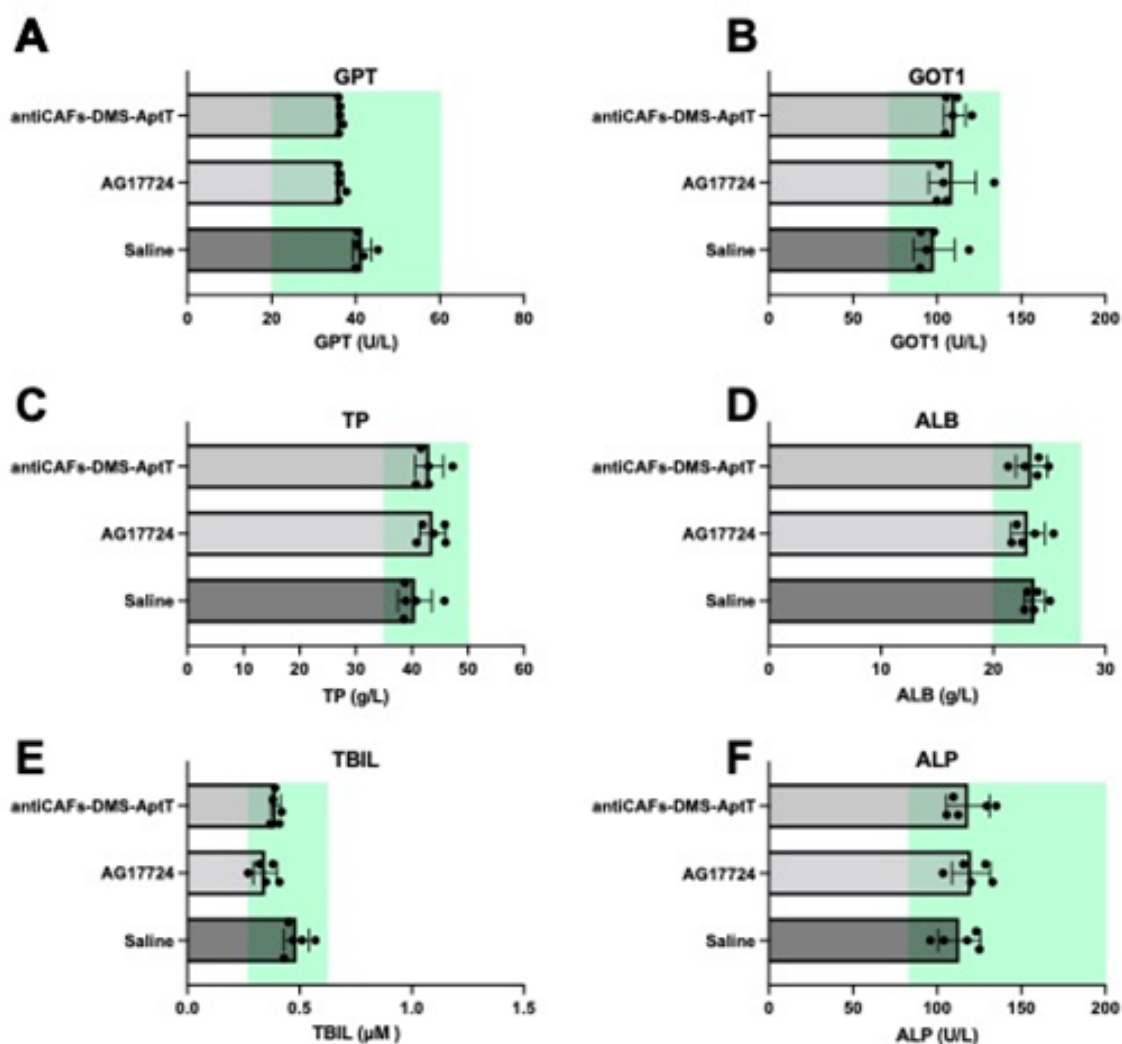 A
GPT
antiCAFs-DMS-AptT
AG17724
Saline
0 20 40 60 80
GPT (U/L)
B
GOT1
antiCAFs-DMS-AptT
AG17724
Saline
0 50 100 150 200
GOT1 (U/L)
C
TP
antiCAFs-DMS-AptT
AG17724
Saline
0 10 20 30 40 50 60
TP (g/L)
D
ALB
antiCAFs-DMS-AptT
AG17724
Saline
0 10 20 30
ALB (g/L)
E
TBIL
antiCAFs-DMS-AptT
AG17724
Saline
0.0 0.5 1.0 1.5
TBIL (μM )
F
ALP
antiCAFs-DMS-AptT
AG17724
Saline
0 50 100 150 200
ALP (U/L)